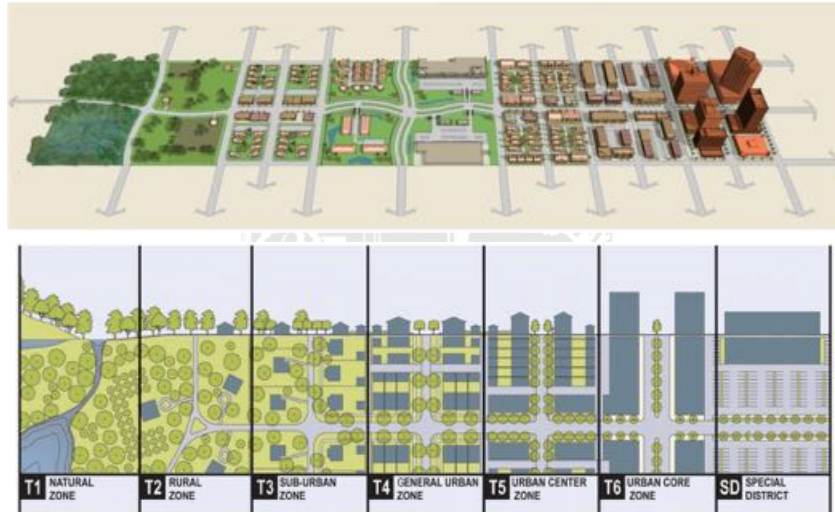 T1 NATURAL
ZONE
T2 RURAL
ZONE
T3 SUB-URBAN
ZONE
T4 GENERAL URBAN
ZONE
T5 URBAN CENTER
ZONE
T6 URBAN CORE
ZONE
SD SPECIAL
DISTRICT